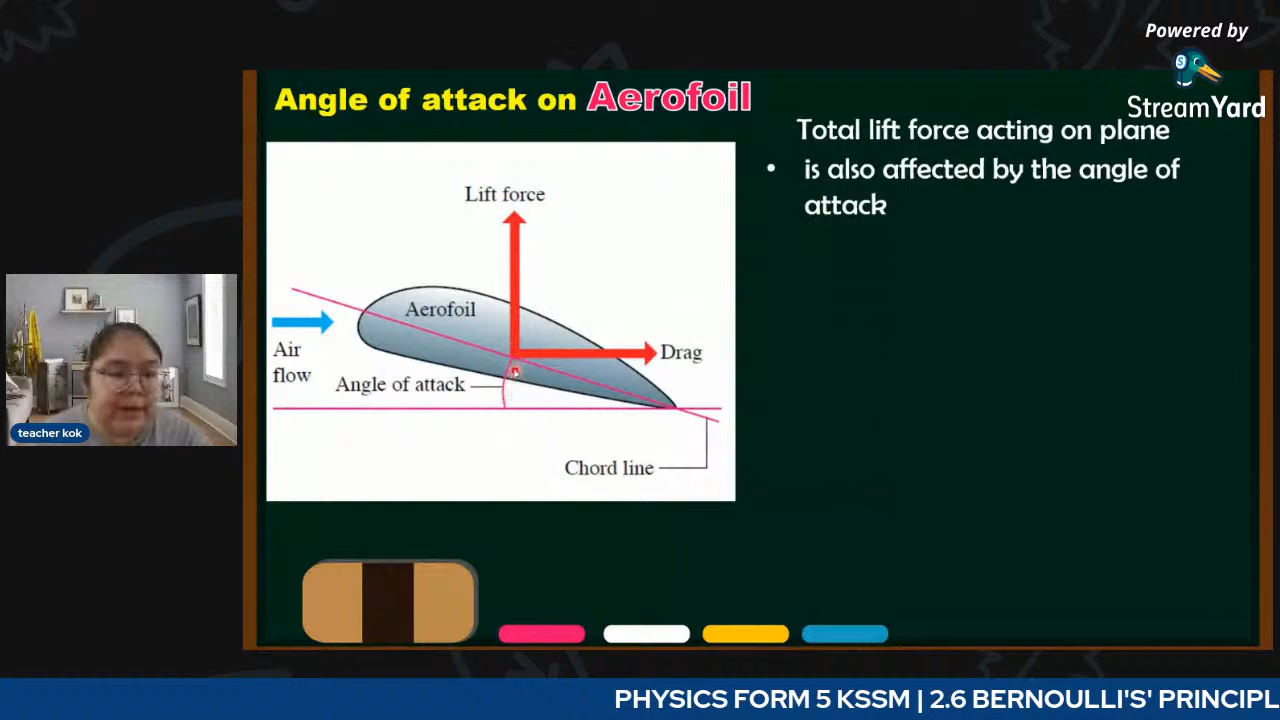 Powered by
StreamYard
Angle of attack on Aerofoil
Total lift force acting on plane
• is also affected by the angle of
attack
Lift force
Aerofoil
Air
flow
Drag
Angle of attack
Chord line
teacher kok
PHYSICS FORM 5 KSSM | 2.6 BERNOULLI'S' PRINCIPL